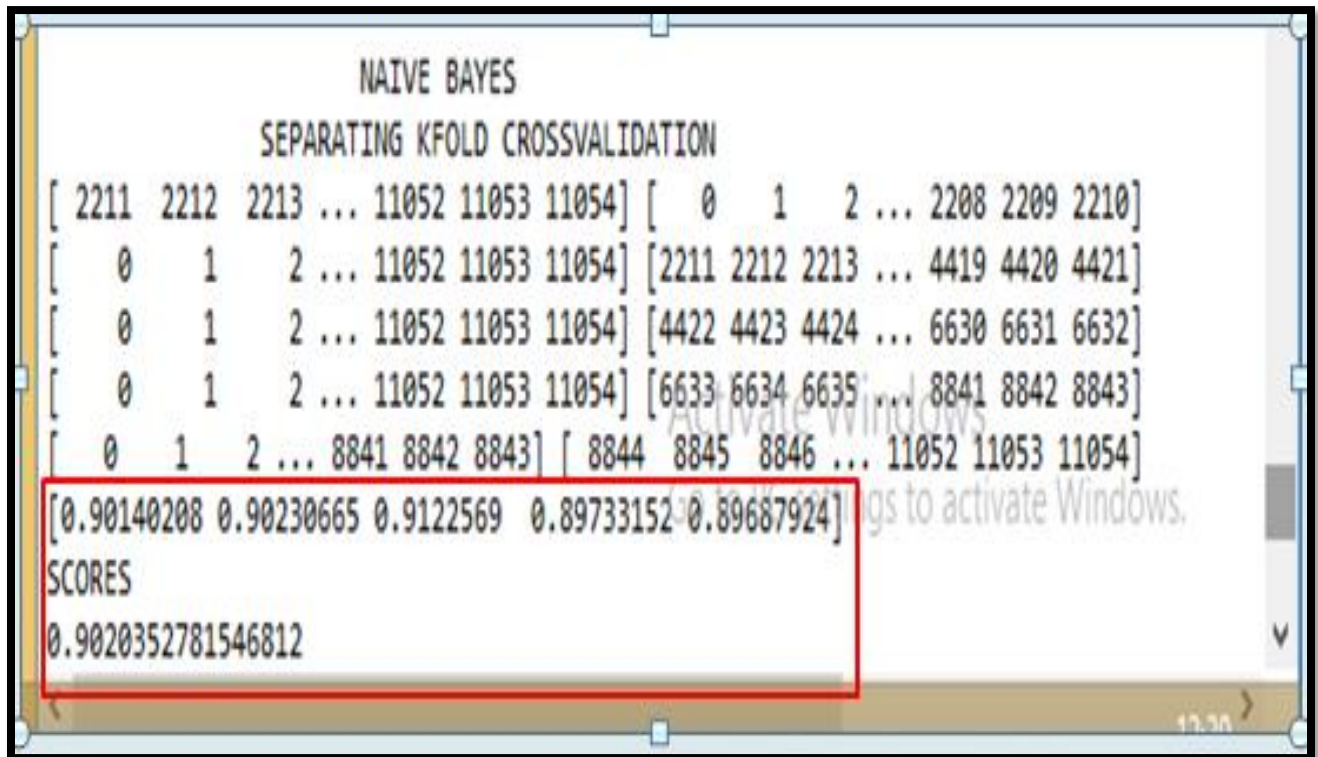 NAIVE BAYES
SEPARATING KFOLD CROSSVALIDATION
[ 2211 2212 2213 ... 11052 11053 11054] [ 0 1 2 ... 2208 2209 2210]
[ 0 1 2 ... 11052 11053 11054] [2211 2212 2213 ... 4419 4420 4421]
[ 0 1 2 ... 11052 11053 11054] [4422 4423 4424 ... 6630 6631 6632]
[ 0 1 2 ... 11052 11053 11054] [6633 6634 6635 ... 8841 8842 8843]
Activate Windows
[ 0 1 2 ... 8841 8842 8843] [ 8844 8845 8846 ... 11052 11053 11054]
[0.90140208 0.90230665 0.9122569 0.89733152 0.89687924]
Go to settings to activate Windows.
SCORES
0.9020352781546812